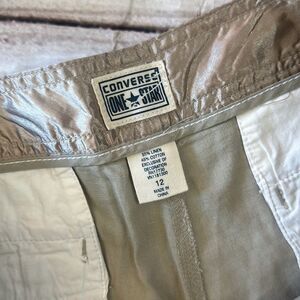 CONVERSE
ONE STAR
55% LINEN
45% COTTON
EXCLUSIVE OF
DECORATION
12
MADE IN
CHINA